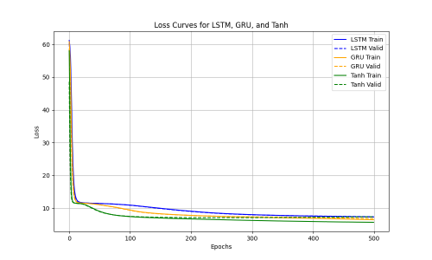 Loss Curves for LSTM, GRU, and Tanh
LSTM Train
LSTM Valid
GRU Train
GRU Valid
Tanh Train
Tanh Valid
60
50
40
30
20
10
Loss
0
100
200
300
400
500
Epochs